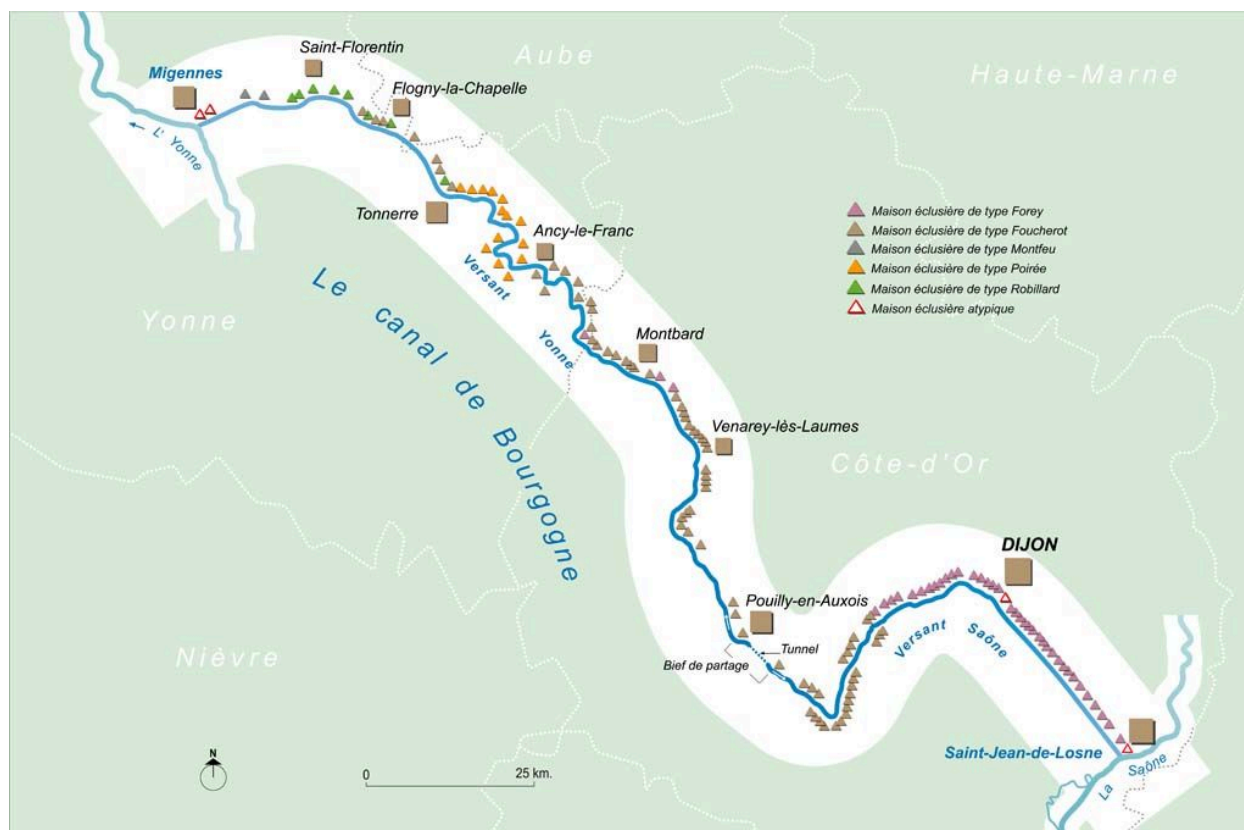 Aube
Haute-Marne
Saint-Florentin
Migennes
Flogny-la-Chapelle
L' Yonne
Tonnerre
Ancy-le-Franc
Maison éclusière de type Forey
Maison éclusière de type Foucherot
Maison éclusière de type Montfeu
Maison éclusière de type Poirée
Maison éclusière de type Robillard
Maison éclusière atypique
Versant Yonne
Yonne
Le canal de Bourgogne
Montbard
Venarey-lès-Laumes
Côte-d'Or
DIJON
Pouilly-en-Auxois
Tunnel
Bief de partage
Versant Saône
Nièvre
Saint-Jean-de-Losne
La Saône
N
0 25 km.